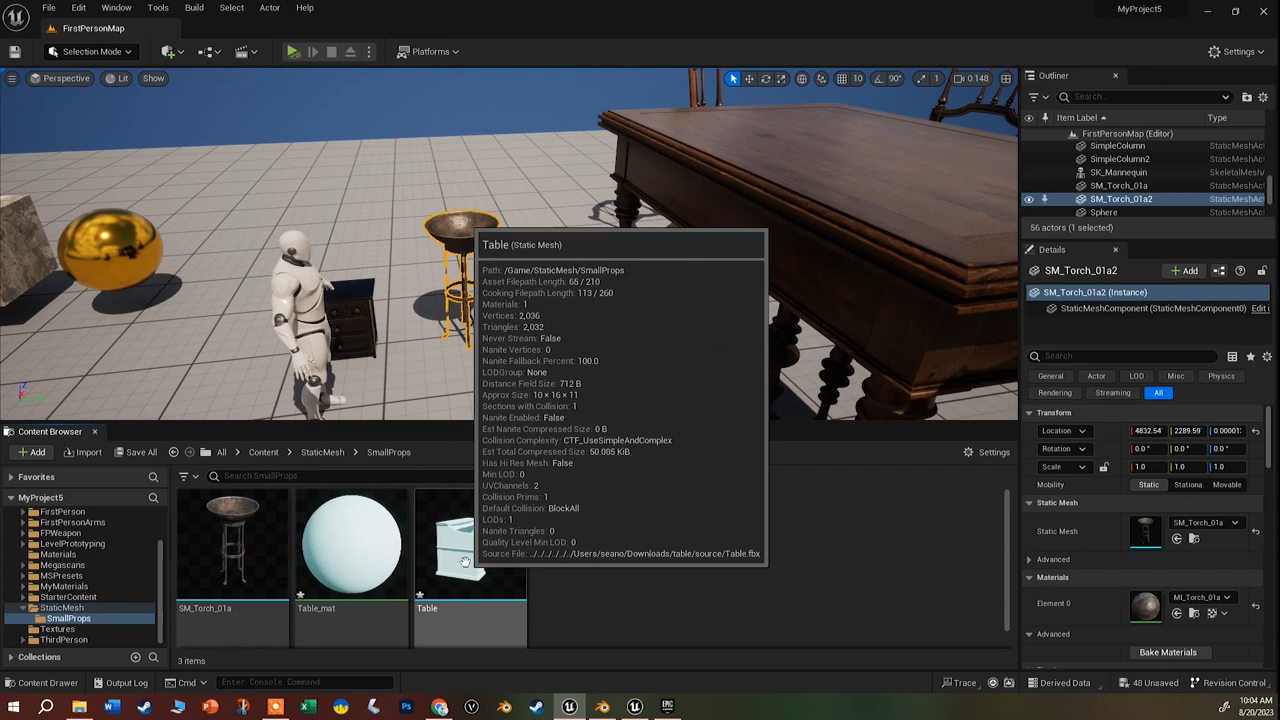 File Edit Window Tools Build Select Actor Help
MyProject5
FirstPersonMap
Selection Mode
Platforms
Settings
Perspective Lit Show
10 90° 1 0.148
Outliner
Search...
Item Label Type
FirstPersonMap (Editor)
SimpleColumn StaticMeshAc
SimpleColumn2 StaticMeshAc
SK_Mannequin SkeletalMesh
SM_Torch_01a StaticMeshAc
SM_Torch_01a2 StaticMeshAc
Sphere StaticMeshAc
56 actors (1 selected)
Details
SM_Torch_01a2
Add
SM_Torch_01a2 (Instance)
StaticMeshComponent (StaticMeshComponent0) Edit i
Search
General Actor LOD Misc Physics
Rendering Streaming All
Transform
Location 4832.54 2289.59 0.00001
Rotation 0.0° 0.0° 0.0°
Scale 1.0 1.0 1.0
Mobility Static Stationa Movable
Static Mesh
Static Mesh SM_Torch_01a
Advanced
Materials
Element 0 MI_Torch_01a
Advanced
Bake Materials
Table (Static Mesh)
Path: /Game/StaticMesh/SmallProps
Asset Filepath Length: 65 / 210
Cooking Filepath Length: 113 / 260
Materials: 1
Vertices: 2,036
Triangles: 2,032
Never Stream: False
Nanite Vertices: 0
Nanite Fallback Percent: 100.0
LODGroup: None
Distance Field Size: 712 B
Approx Size: 10×16×11
Sections with Collision: 1
Nanite Enabled: False
Est Nanite Compressed Size: 0 B
Collision Complexity: CTF_UseSimpleAndComplex
Est Total Compressed Size: 50.085 KiB
Has Hi Res Mesh: False
Min LOD: 0
UVChannels: 2
Collision Prims: 1
Default Collision: BlockAll
LODs: 1
Nanite Triangles: 0
Quality Level Min LOD: 0
Source File: ../../../../../../Users/seano/Downloads/table/source/Table.fbx
Content Browser
Add Import Save All All Content StaticMesh SmallProps Settings
Favorites
Search SmallProps
MyProject5
FirstPerson
FirstPersonArms
FPWeapon
LevelPrototyping
Materials
Megascans
MSPresets
MyMaterials
StarterContent
StaticMesh
SmallProps
Textures
ThirdPerson
Collections
SM_Torch_01a
Table_mat
Table
3 items
Content Drawer Output Log Cmd Enter Console Command Trace Derived Data 48 Unsaved Revision Control
10:04 AM
8/20/2023